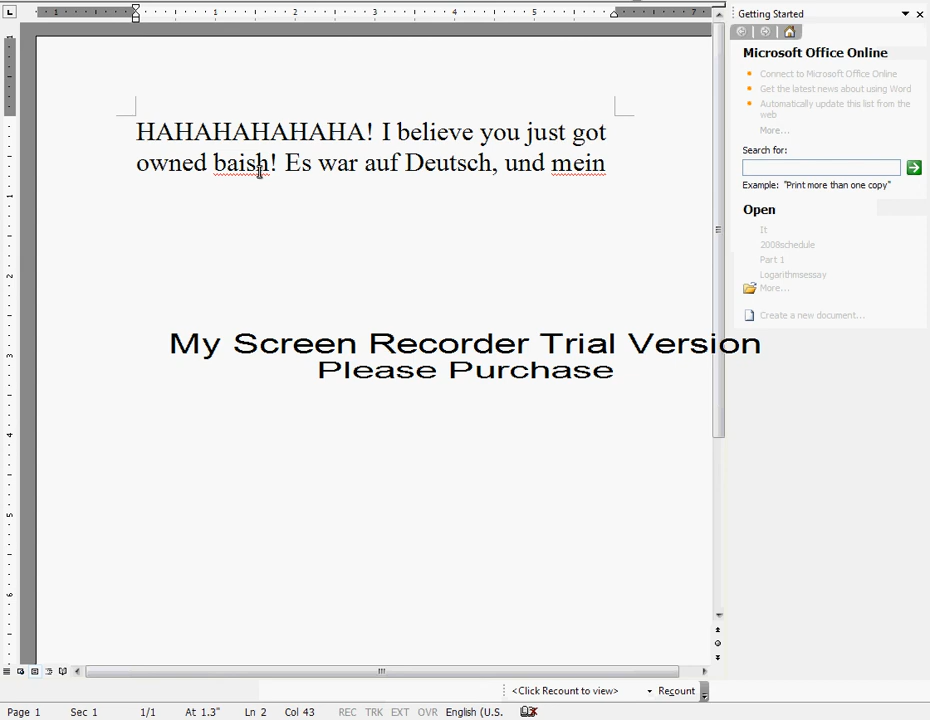 Getting Started
Microsoft Office Online
Connect to Microsoft Office Online
Get the latest news about using Word
Automatically update this list from the
web
More...
Search for:
Example: "Print more than one copy"
Open
It
2008schedule
Part 1
Logarithmsessay
More...
Create a new document...
HAHAHAHAHAHA! I believe you just got
owned baish! Es war auf Deutsch, und mein
My Screen Recorder Trial Version
Please Purchase
<Click Recount to view> Recount
Page 1 Sec 1 1/1 At 1.3" Ln 2 Col 43 REC TRK EXT OVR English (U.S.